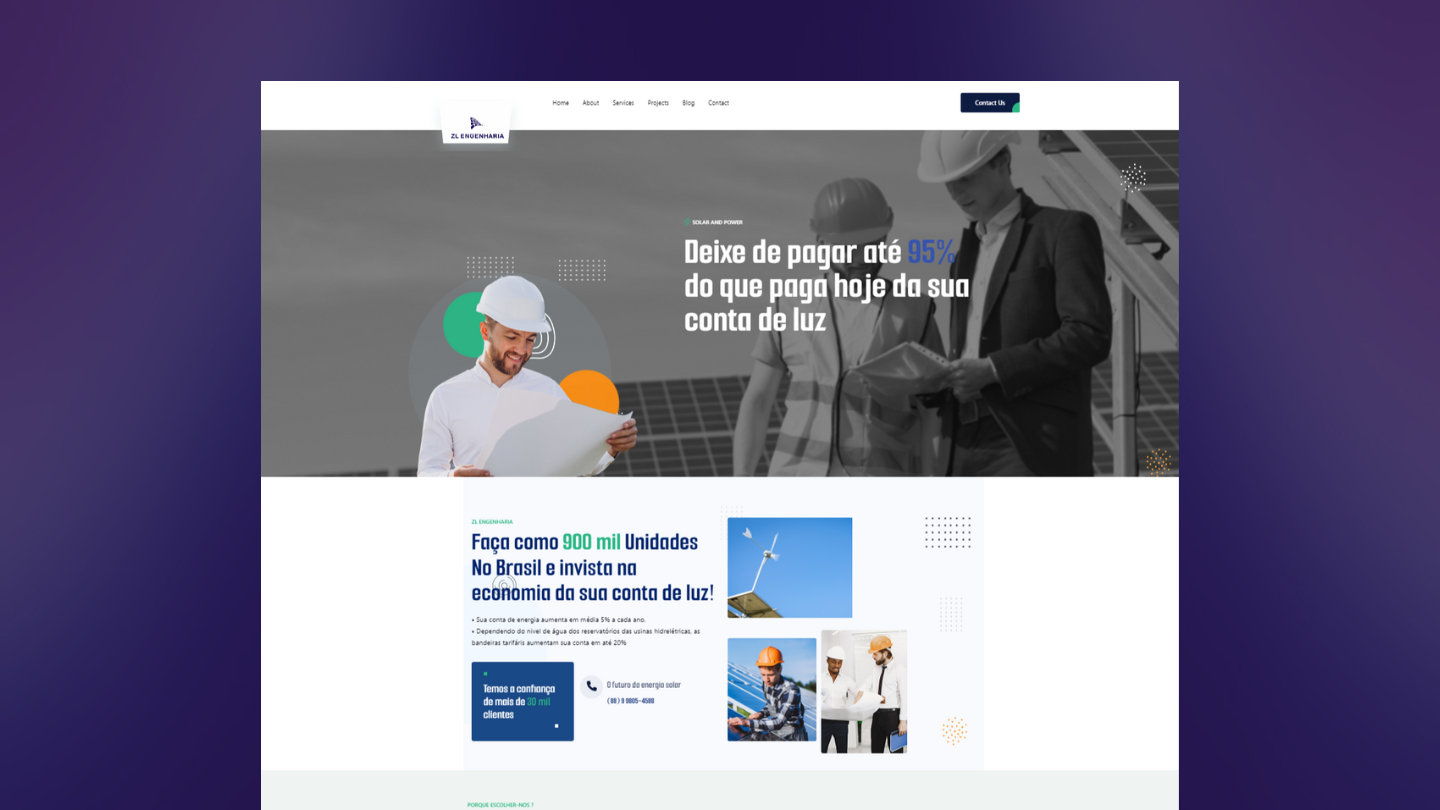 Home About Services Projects Blog Contact
Contact Us
ZL ENGENHARIA
SOLAR AND POWER
Deixe de pagar até 95%
do que paga hoje da sua
conta de luz
ZL ENGENHARIA
Faça como 900 mil Unidades
No Brasil e invista na
economia da sua conta de luz!
• Sua conta de energia aumenta em média 5% a cada ano.
• Dependendo do nível de água dos reservatórios das usinas hidrelétricas, as
bandeiras tarifáris aumentam sua conta em até 20%
Temos a confiança
de mais de 30 mil
clientes
O futuro da energia solar
(88) 9 9805-4588
PORQUE ESCOLHER-NOS ?